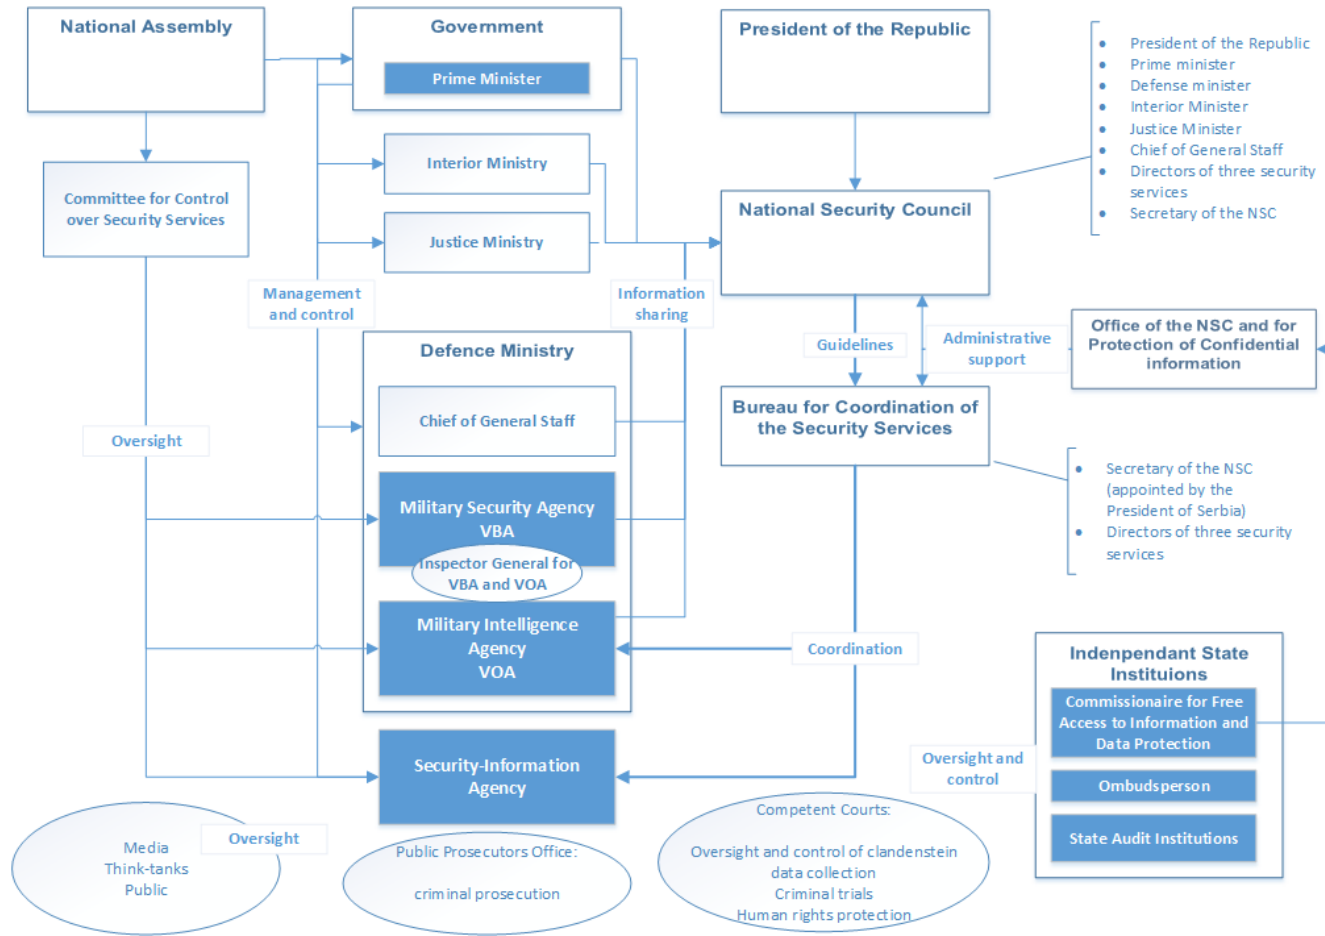 National Assembly
Government
Prime Minister
President of the Republic
• President of the Republic
• Prime minister
• Defense minister
• Interior Minister
• Justice Minister
• Chief of General Staff
• Directors of three security
services
• Secretary of the NSC
Committee for Control
over Security Services
Interior Ministry
Justice Ministry
National Security Council
Management
and control
Information
sharing
Guidelines
Administrative
support
Office of the NSC and for
Protection of Confidential
information
Defence Ministry
Chief of General Staff
Bureau for Coordination of
the Security Services
Oversight
• Secretary of the NSC
(appointed by the
President of Serbia)
• Directors of three security
services
Military Security Agency
VBA
Inspector General for
VBA and VOA
Military Intelligence
Agency
VOA
Coordination
Security-Information
Agency
Indenpendant State
Instituions
Commissionaire for Free
Access to Information and
Data Protection
Ombudsperson
State Audit Institutions
Oversight and
control
Media
Think-tanks
Public
Oversight
Public Prosecutors Office:
criminal prosecution
Competent Courts:
Oversight and control of clandenstein
data collection
Criminal trials
Human rights protection